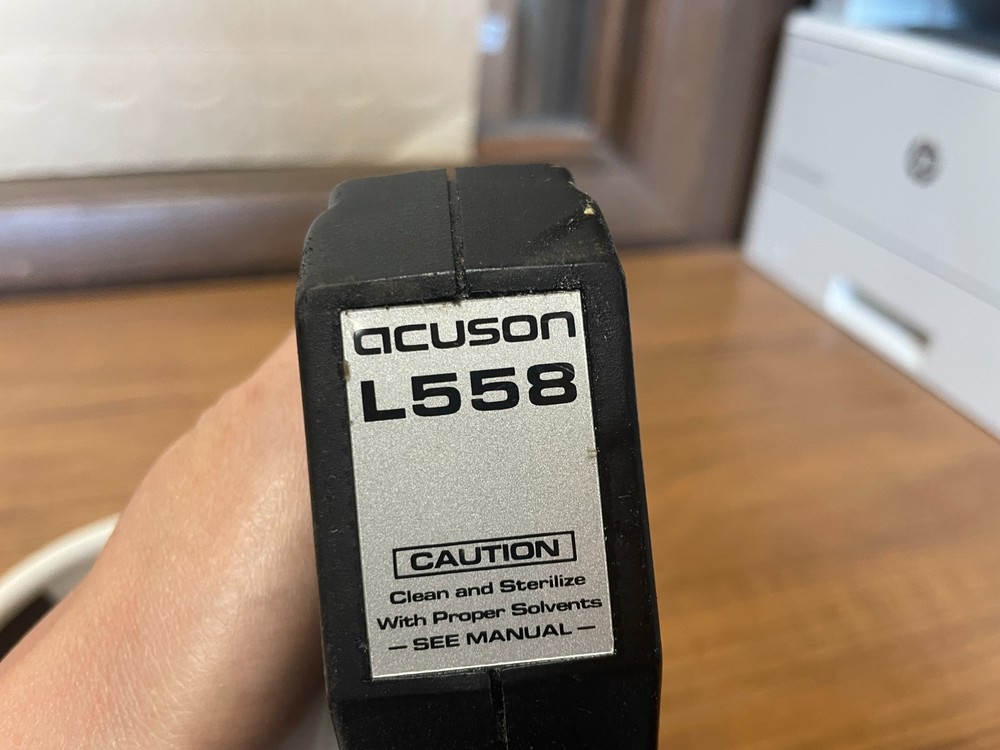 acuson
L558
CAUTION
Clean and Sterilize
With Proper Solvents
— SEE MANUAL —